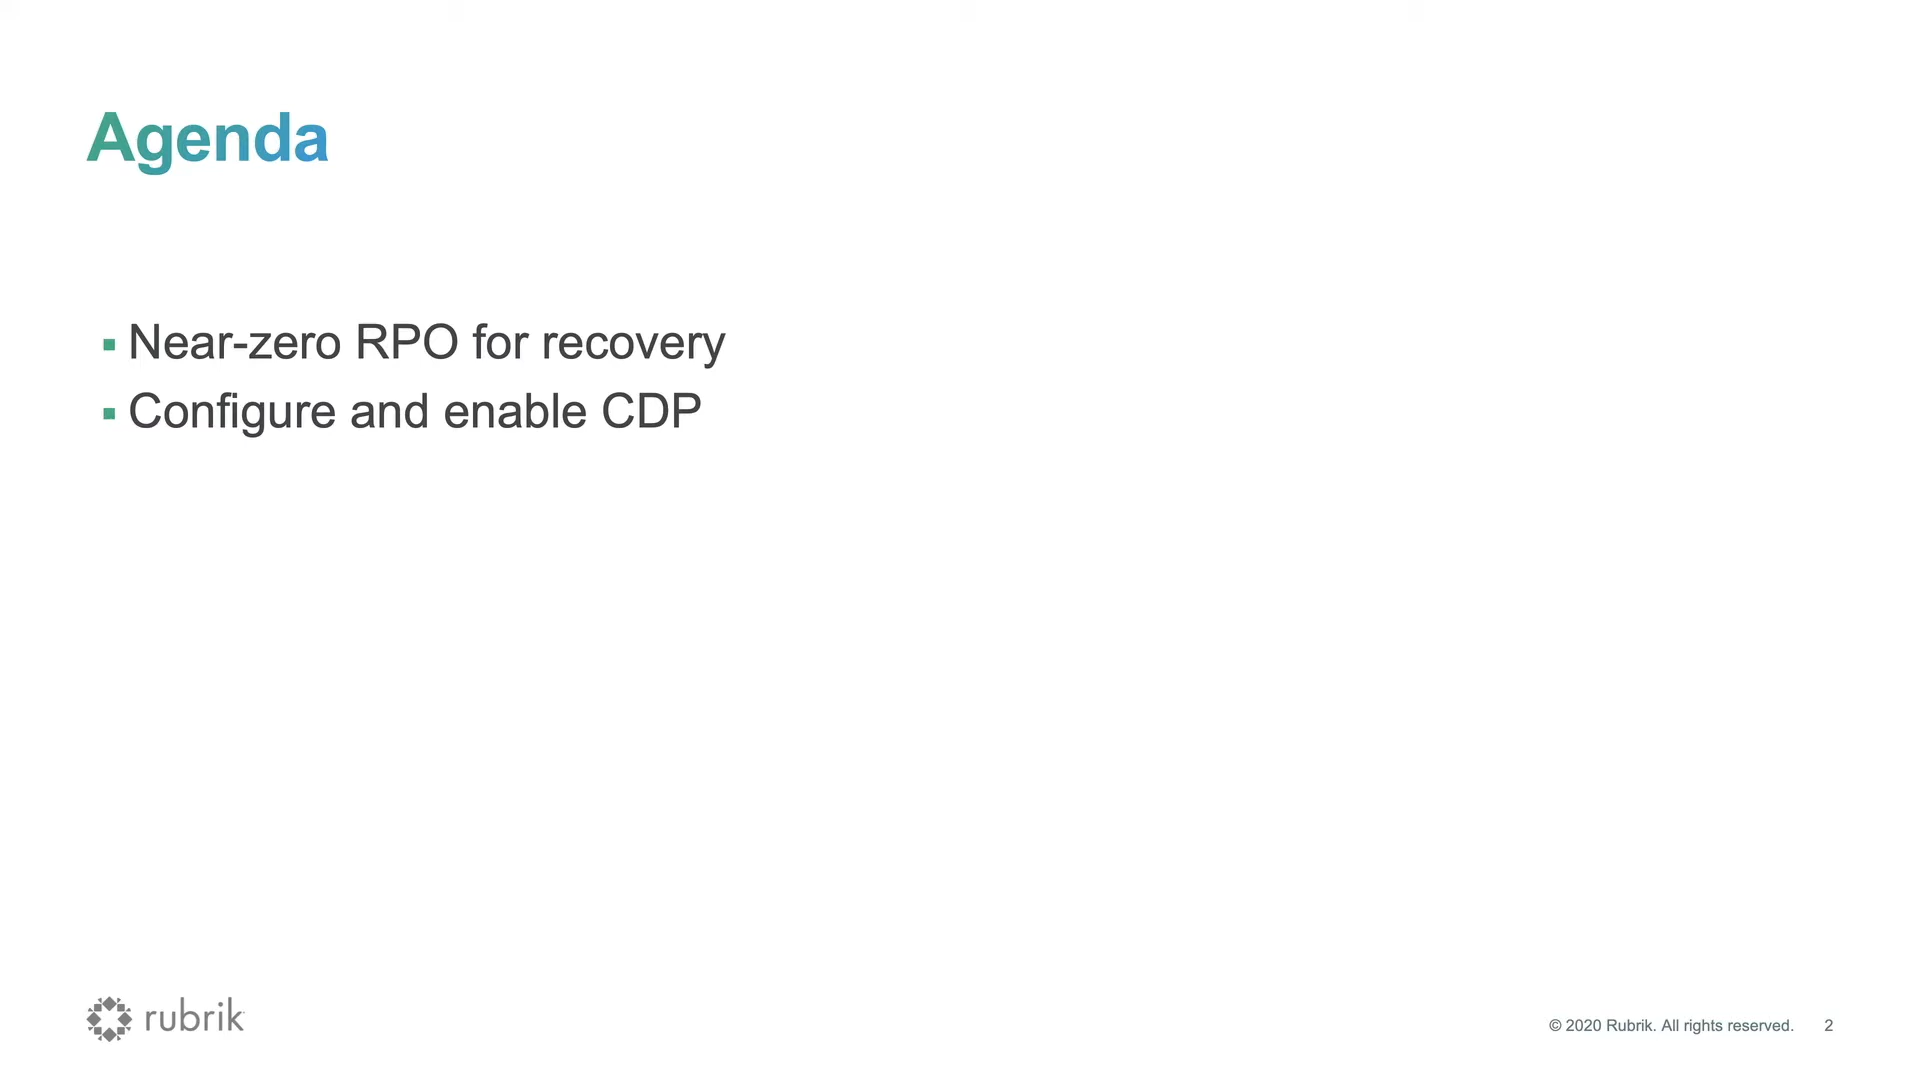 Agenda
▪ Near-zero RPO for recovery
▪ Configure and enable CDP
rubrik
© 2020 Rubrik. All rights reserved. 2